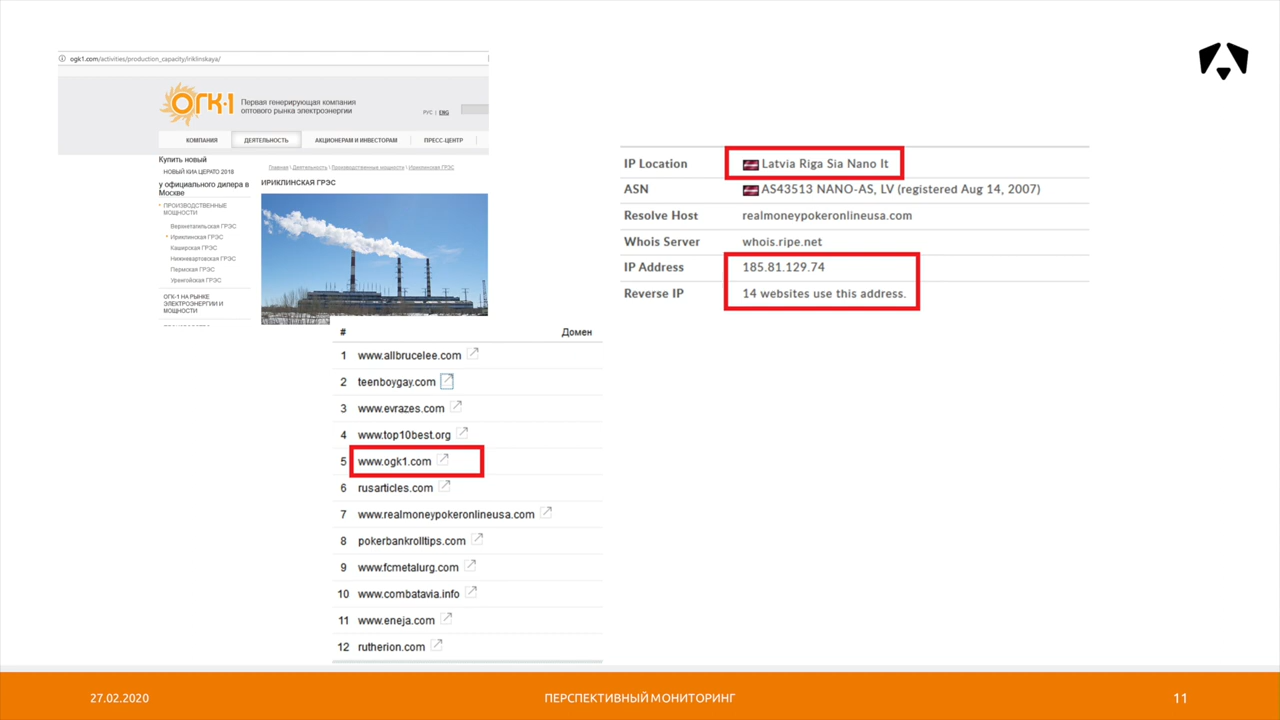 ogk1.com/activities/production_capacity/iriklinskaya/
ОГК·1
Первая генерирующая компания
оптового рынка электроэнергии
РУС | ENG
КОМПАНИЯ
ДЕЯТЕЛЬНОСТЬ
АКЦИОНЕРАМ И ИНВЕСТОРАМ
ПРЕСС-ЦЕНТР
Купить новый
НОВЫЙ КИА ЦЕРАТО 2018
у официального дилера в
Москве
ПРОИЗВОДСТВЕННЫЕ
МОЩНОСТИ
Верхнетагильская ГРЭС
Ириклинская ГРЭС
Каширская ГРЭС
Нижневартовская ГРЭС
Пермская ГРЭС
Уренгойская ГРЭС
ОГК-1 НА РЫНКЕ
ЭЛЕКТРОЭНЕРГИИ И
МОЩНОСТИ
Главная \ Деятельность \ Производственные мощности \ Ириклинская ГРЭС
ИРИКЛИНСКАЯ ГРЭС
IP Location Latvia Riga Sia Nano It
ASN AS43513 NANO-AS, LV (registered Aug 14, 2007)
Resolve Host realmoneypokeronlineusa.com
Whois Server whois.ripe.net
IP Address 185.81.129.74
Reverse IP 14 websites use this address.
# Домен
1 www.allbrucelee.com
2 teenboygay.com
3 www.evrazes.com
4 www.top10best.org
5 www.ogk1.com
6 rusarticles.com
7 www.realmoneypokeronlineusa.com
8 pokerbankrolltips.com
9 www.fcmetalurg.com
10 www.combatavia.info
11 www.eneja.com
12 rutherion.com
27.02.2020
ПЕРСПЕКТИВНЫЙ МОНИТОРИНГ
11